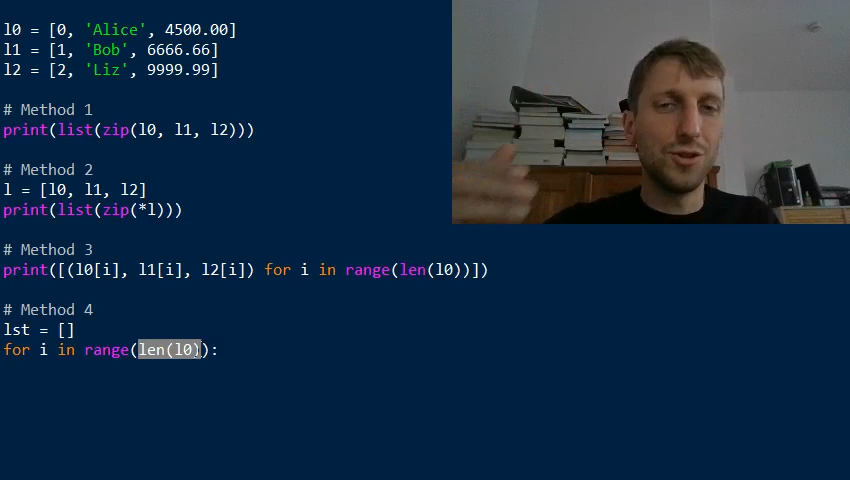 l0 = [0, 'Alice', 4500.00]
l1 = [1, 'Bob', 6666.66]
l2 = [2, 'Liz', 9999.99]
# Method 1
print(list(zip(l0, l1, l2)))
# Method 2
l = [l0, l1, l2]
print(list(zip(*l)))
# Method 3
print([(l0[i], l1[i], l2[i]) for i in range(len(l0))])
# Method 4
lst = []
for i in range(len(l0)):